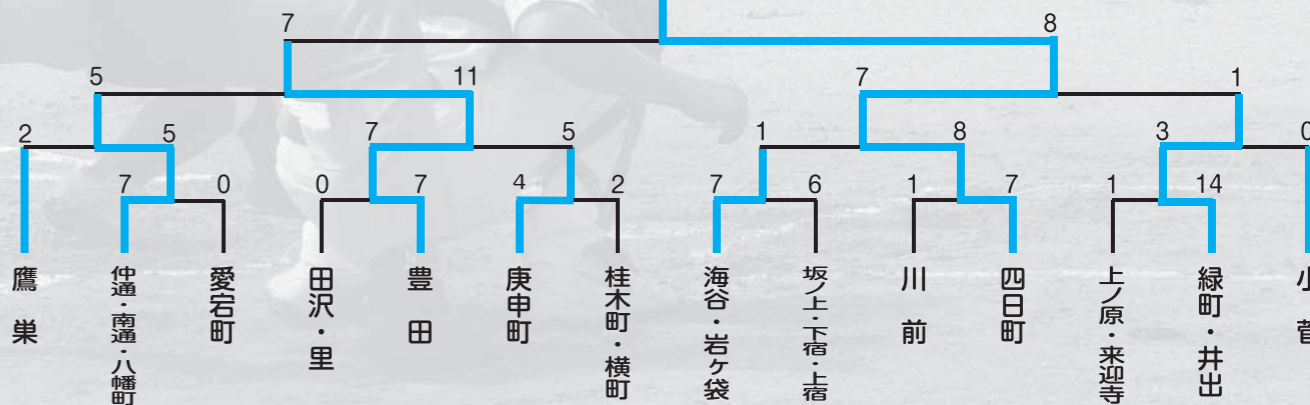 7 8
5 11 7 1
2 5 7 5 1 8 3 0
7 0 0 7 4 2 7 6 1 7 1 14
鷹巣
仲通・南通・八幡町
愛宕町
田沢・里
豊田
庚申町
桂木町・横町
海谷・岩ヶ袋
坂ノ上・下宿・上宿
川前
四日町
上ノ原・来迎寺
緑町・井出
小菅